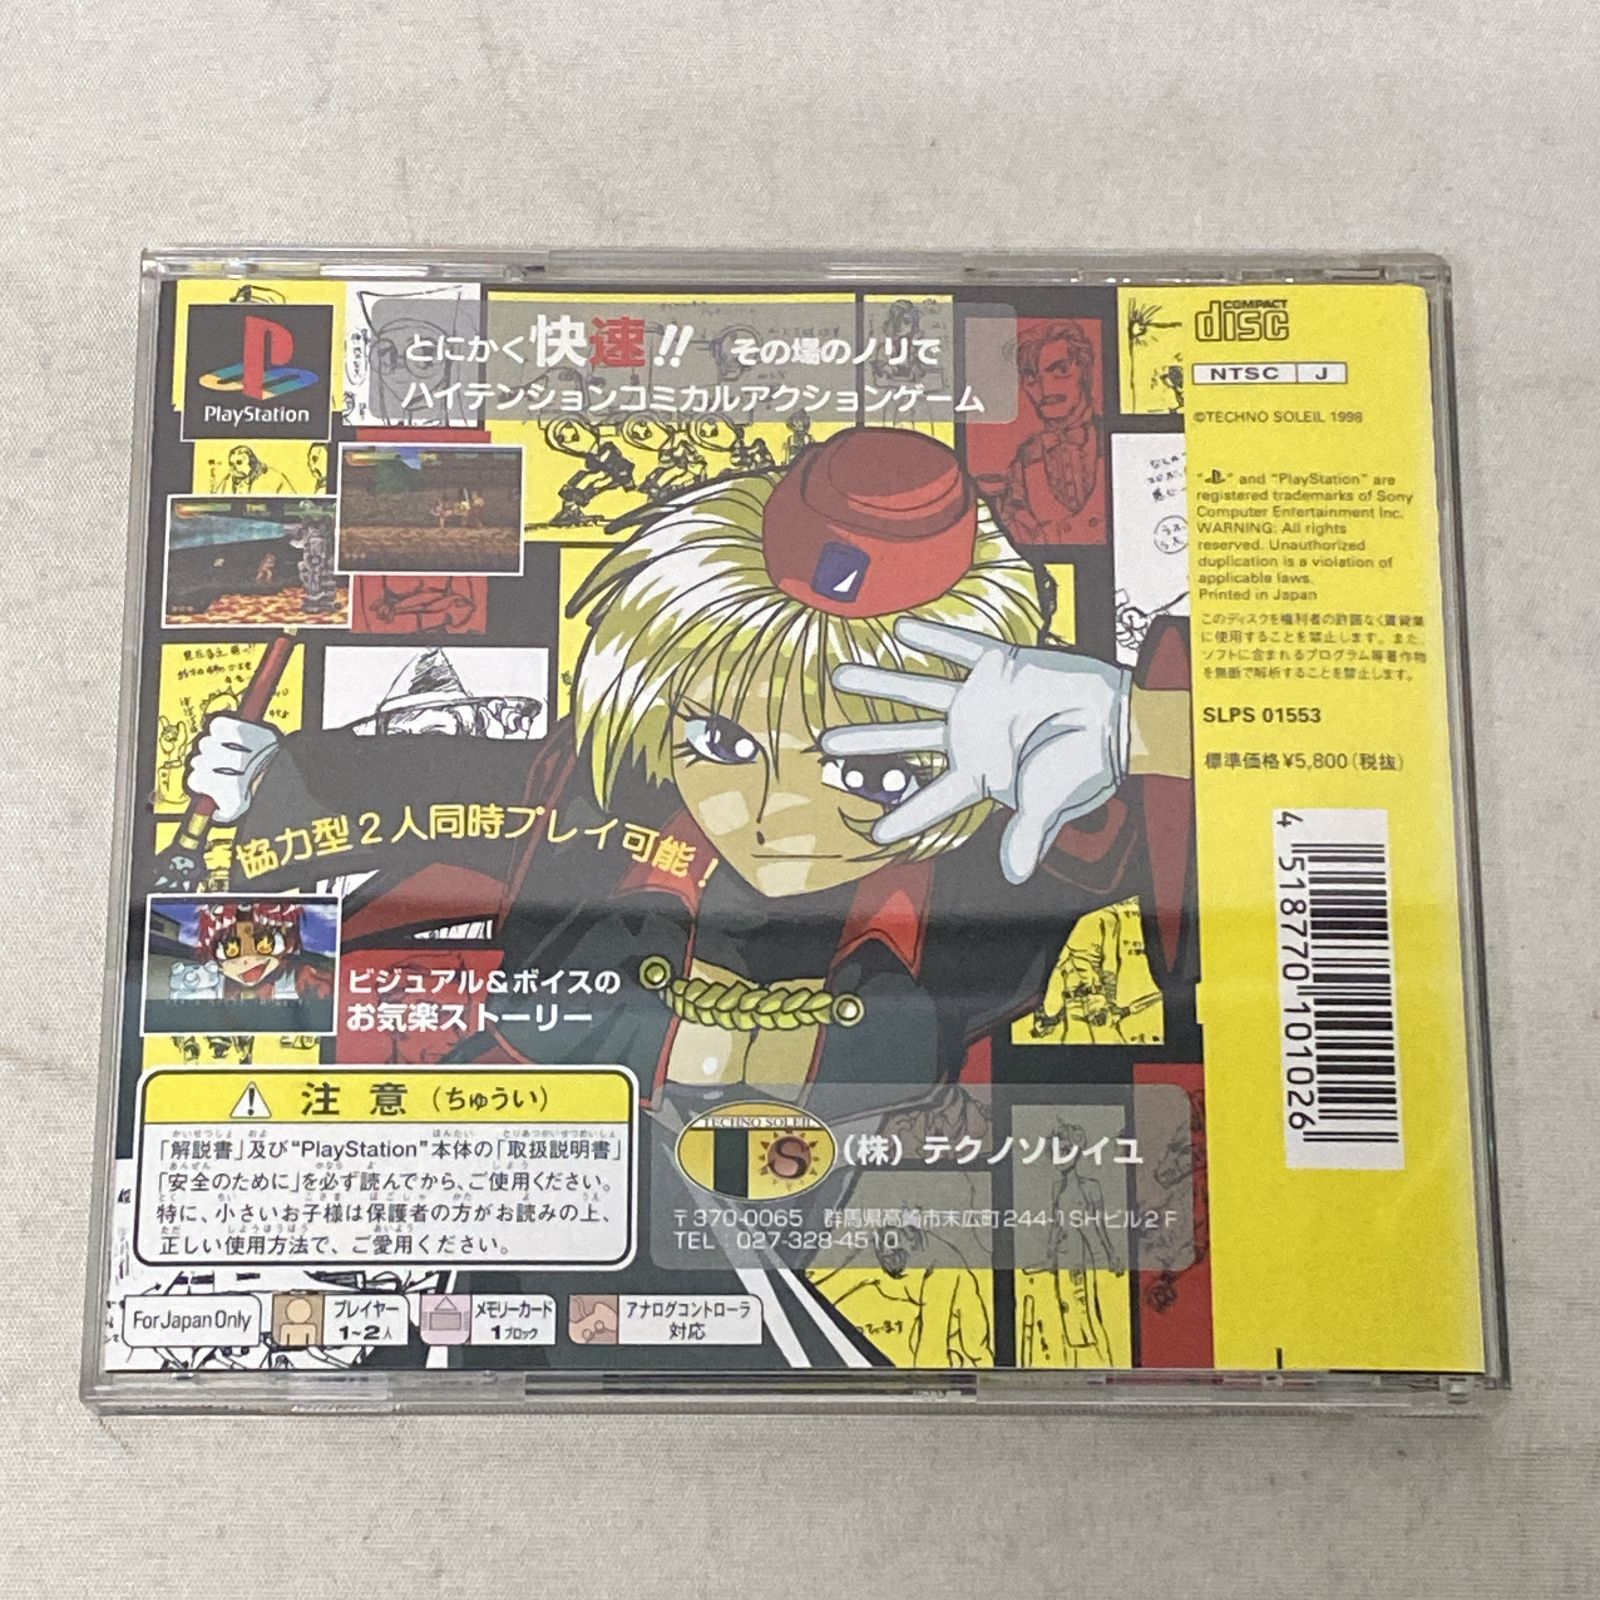 PlayStation
とにかく快速!! その場のノリで
ハイテンションコミカルアクションゲーム
協力型2人同時プレイ可能!
ビジュアル&ボイスの
お気楽ストーリー
注意(ちゅうい)
「解説書」及び"PlayStation"本体の「取扱説明書」
「安全のために」を必ず読んでから、ご使用ください。
特に、小さいお子様は保護者の方がお読みの上、
正しい使用方法で、ご愛用ください。
TECHNO SOLEIL
S
(株)テクノソレイユ
〒370-0065 群馬県高崎市末広町244-1SHビル2F
TEL : 027-328-4510
For Japan Only
プレイヤー
1~2人
メモリーカード
1ブロック
アナログコントローラ
対応
COMPACT
disc
NTSC J
©TECHNO SOLEIL 1998
" " and "PlayStation" are
registered trademarks of Sony
Computer Entertainment Inc.
WARNING: All rights
reserved. Unauthorized
duplication is a violation of
applicable laws.
Printed in Japan
このディスクを権利者の許諾なく賃貸業
に使用することを禁止します。また、
ソフトに含まれるプログラム等著作物
を無断で解析することを禁止します。
SLPS 01553
標準価格¥5,800(税抜)
4 518770 101026